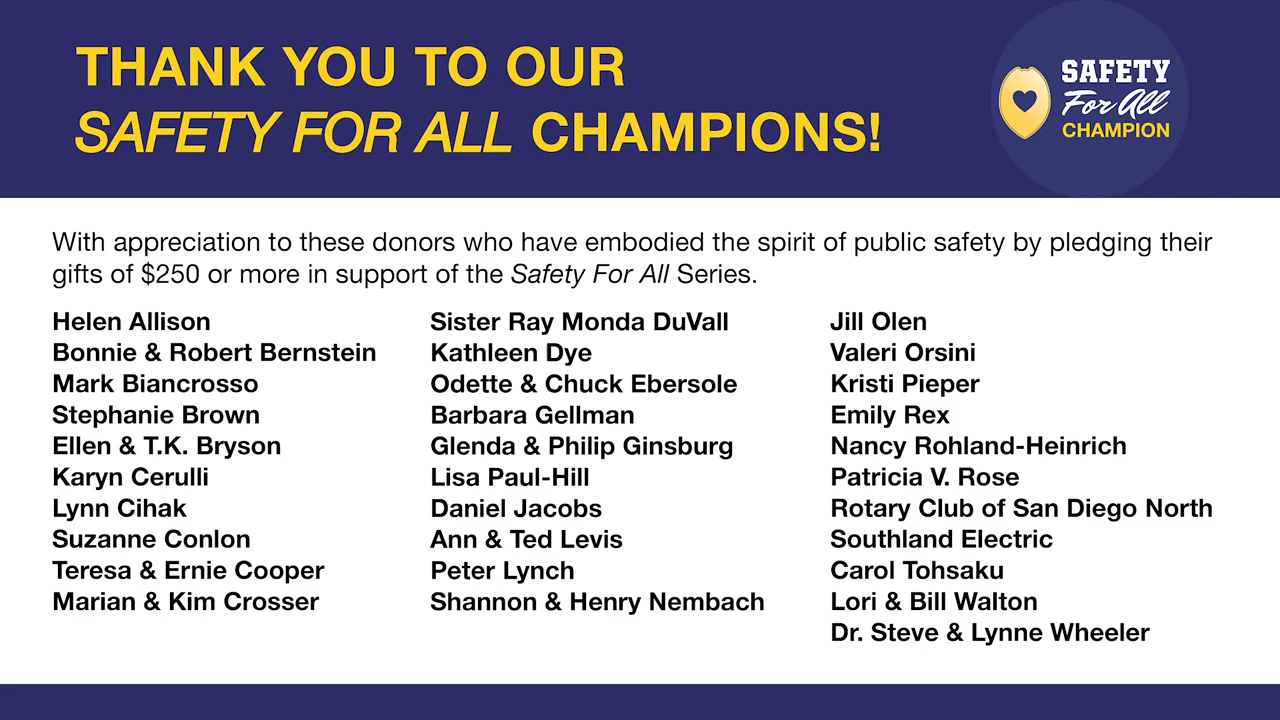 THANK YOU TO OUR
SAFETY FOR ALL CHAMPIONS!
SAFETY
For All
CHAMPION
With appreciation to these donors who have embodied the spirit of public safety by pledging their
gifts of $250 or more in support of the Safety For All Series.
Helen Allison
Bonnie & Robert Bernstein
Mark Biancrosso
Stephanie Brown
Ellen & T.K. Bryson
Karyn Cerulli
Lynn Cihak
Suzanne Conlon
Teresa & Ernie Cooper
Marian & Kim Crosser
Sister Ray Monda DuVall
Kathleen Dye
Odette & Chuck Ebersole
Barbara Gellman
Glenda & Philip Ginsburg
Lisa Paul-Hill
Daniel Jacobs
Ann & Ted Levis
Peter Lynch
Shannon & Henry Nembach
Jill Olen
Valeri Orsini
Kristi Pieper
Emily Rex
Nancy Rohland-Heinrich
Patricia V. Rose
Rotary Club of San Diego North
Southland Electric
Carol Tohsaku
Lori & Bill Walton
Dr. Steve & Lynne Wheeler